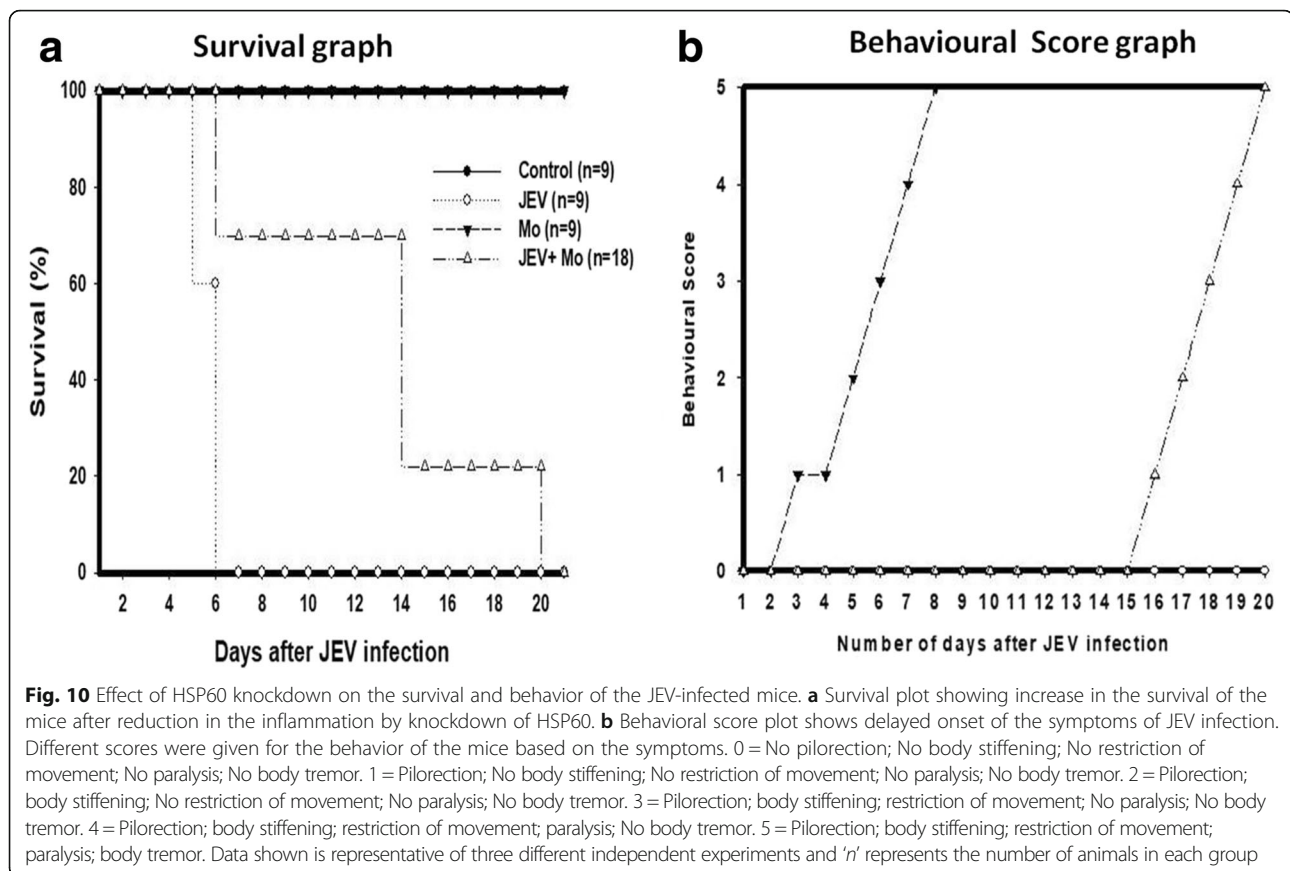 a
Survival graph
100
80
60
40
20
0
Survival (%)
Control (n=9)
JEV (n=9)
Mo (n=9)
JEV+ Mo (n=18)
2 4 6 8 10 12 14 16 18 20
Days after JEV infection
b
Behavioural Score graph
5
4
3
2
1
0
Behavioural Score
1 2 3 4 5 6 7 8 9 10 11 12 13 14 15 16 17 18 19 20
Number of days after JEV infection
Fig. 10 Effect of HSP60 knockdown on the survival and behavior of the JEV-infected mice. a Survival plot showing increase in the survival of the
mice after reduction in the inflammation by knockdown of HSP60. b Behavioral score plot shows delayed onset of the symptoms of JEV infection.
Different scores were given for the behavior of the mice based on the symptoms. 0 = No pilorection; No body stiffening; No restriction of
movement; No paralysis; No body tremor. 1 = Pilorection; No body stiffening; No restriction of movement; No paralysis; No body tremor. 2 = Pilorection;
body stiffening; No restriction of movement; No paralysis; No body tremor. 3 = Pilorection; body stiffening; restriction of movement; No paralysis; No body
tremor. 4 = Pilorection; body stiffening; restriction of movement; paralysis; No body tremor. 5 = Pilorection; body stiffening; restriction of movement;
paralysis; body tremor. Data shown is representative of three different independent experiments and 'n' represents the number of animals in each group